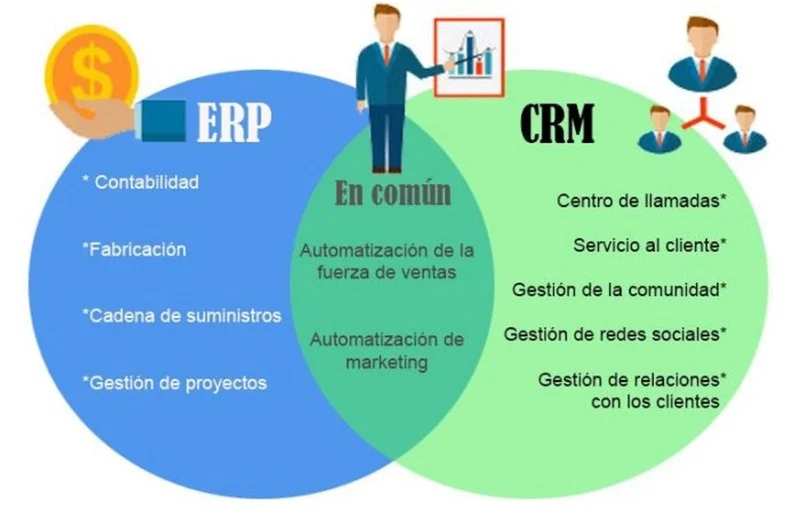 ERP
* Contabilidad
*Fabricación
*Cadena de suministros
*Gestión de proyectos
En común
Automatización de la
fuerza de ventas
Automatización de
marketing
CRM
Centro de llamadas*
Servicio al cliente*
Gestión de la comunidad*
Gestión de redes sociales*
Gestión de relaciones*
con los clientes